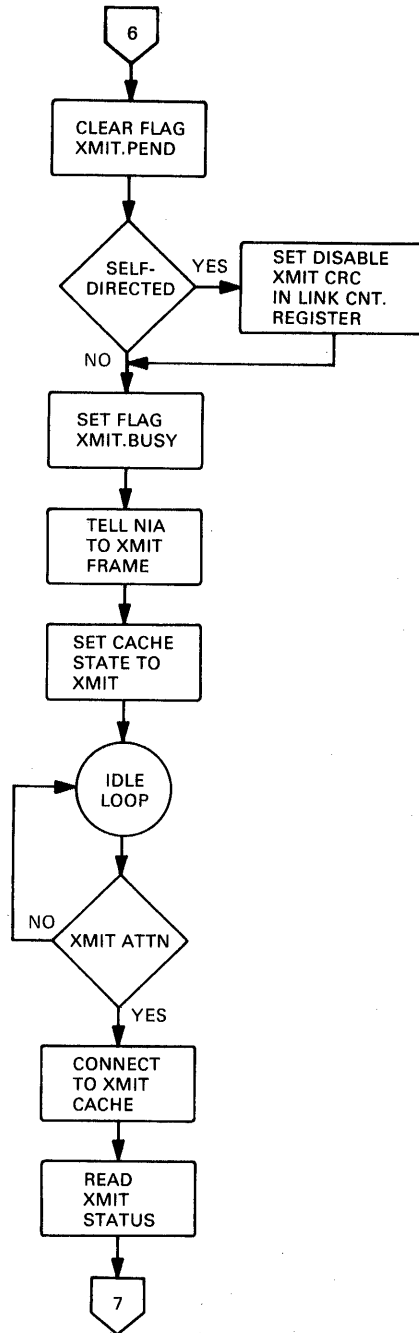 6
CLEAR FLAG
XMIT.PEND
SELF-
DIRECTED
YES
SET DISABLE
XMIT CRC
IN LINK CNT.
REGISTER
NO
SET FLAG
XMIT.BUSY
TELL NIA
TO XMIT
FRAME
SET CACHE
STATE TO
XMIT
IDLE
LOOP
NO
XMIT ATTN
YES
CONNECT
TO XMIT
CACHE
READ
XMIT
STATUS
7